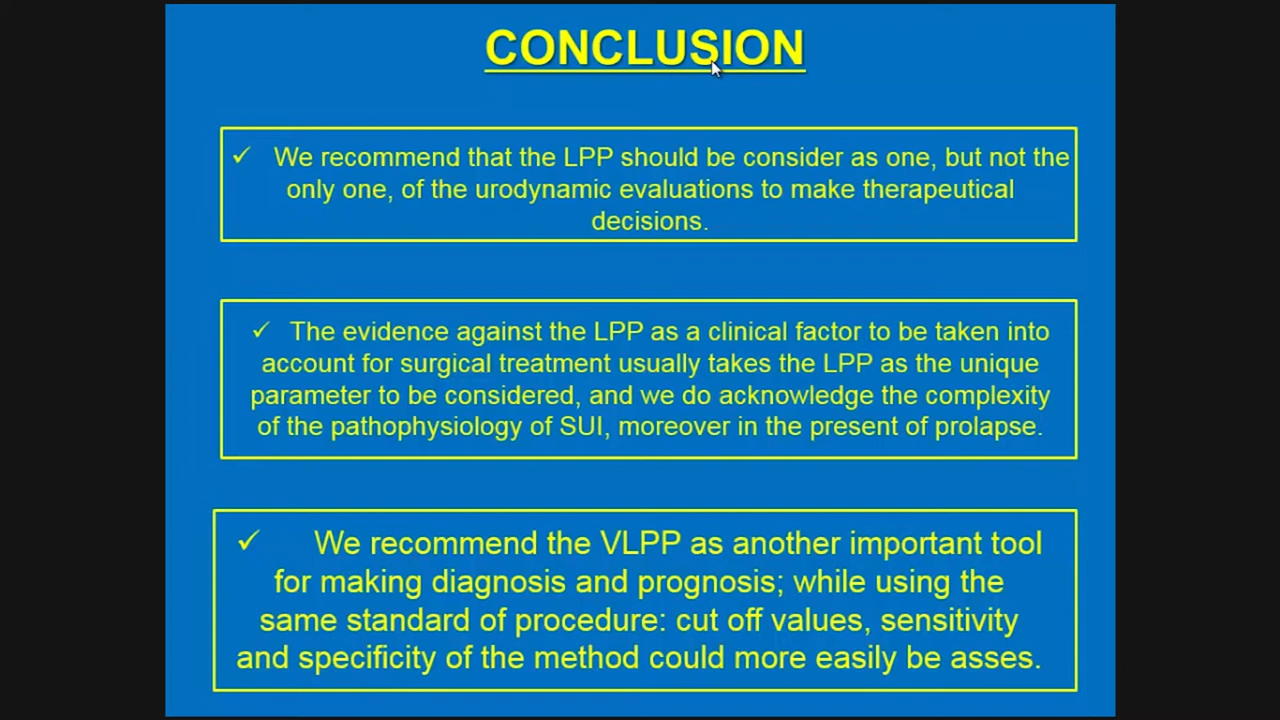 CONCLUSION
✓ We recommend that the LPP should be consider as one, but not the
only one, of the urodynamic evaluations to make therapeutical
decisions.
✓ The evidence against the LPP as a clinical factor to be taken into
account for surgical treatment usually takes the LPP as the unique
parameter to be considered, and we do acknowledge the complexity
of the pathophysiology of SUI, moreover in the present of prolapse.
✓ We recommend the VLPP as another important tool
for making diagnosis and prognosis; while using the
same standard of procedure: cut off values, sensitivity
and specificity of the method could more easily be asses.